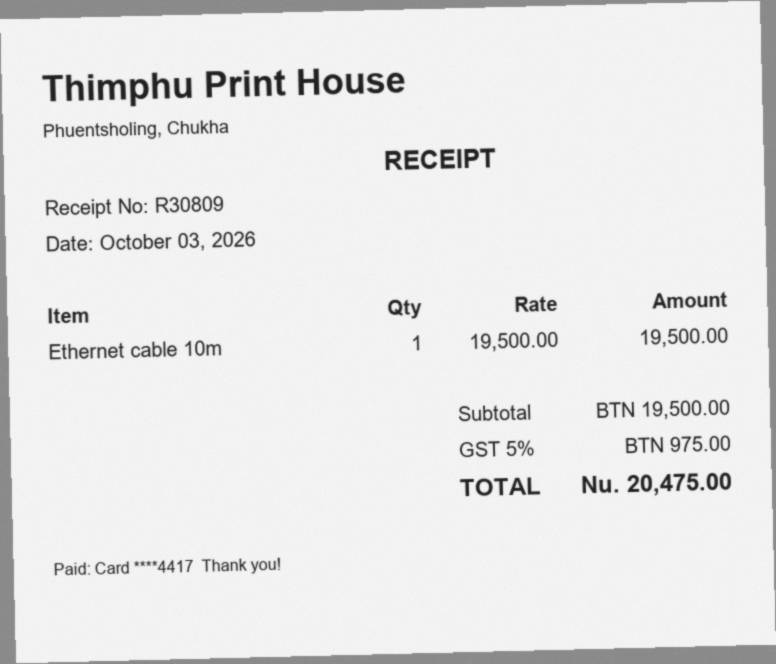 Thimphu Print House
Phuentsholing, Chukha
RECEIPT
Receipt No: R30809
Date: October 03, 2026
Item Qty Rate Amount
Ethernet cable 10m 1 19,500.00 19,500.00
Subtotal BTN 19,500.00
GST 5% BTN 975.00
TOTAL Nu. 20,475.00
Paid: Card ****4417 Thank you!